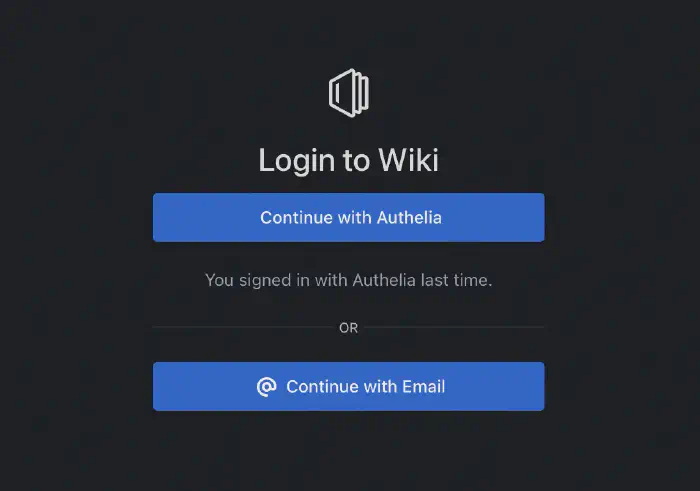 Login to Wiki
Continue with Authelia
You signed in with Authelia last time.
OR
Continue with Email